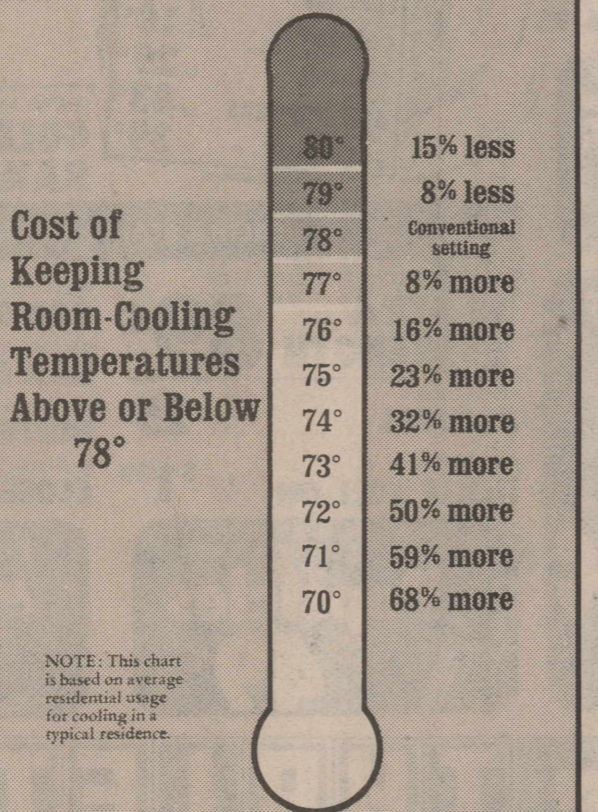 Cost of
Keeping
Room-Cooling
Temperatures
Above or Below
78°
80° 15% less
79° 8% less
78° Conventional
setting
77° 8% more
76° 16% more
75° 23% more
74° 32% more
73° 41% more
72° 50% more
71° 59% more
70° 68% more
NOTE: This chart
is based on average
residential usage
for cooling in a
typical residence.